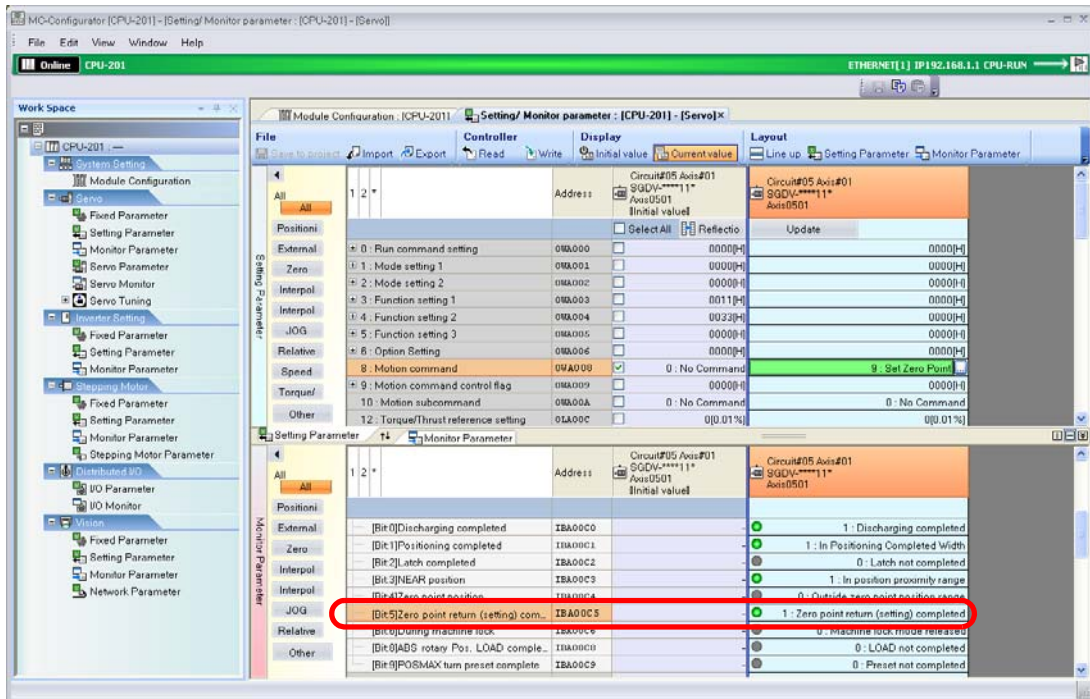 MC-Configurator [CPU-201] - [Setting/ Monitor parameter : [CPU-201] - [Servo]]
File Edit View Window Help
Online CPU-201 ETHERNET[1] IP192.168.1.1 CPU-RUN
Work Space
CPU-201 : ---
System Setting
Module Configuration
Servo
Fixed Parameter
Setting Parameter
Monitor Parameter
Servo Parameter
Servo Monitor
Servo Tuning
Inverter Setting
Fixed Parameter
Setting Parameter
Monitor Parameter
Stepping Motor
Fixed Parameter
Setting Parameter
Monitor Parameter
Stepping Motor Parameter
Distributed I/O
I/O Parameter
I/O Monitor
Vision
Fixed Parameter
Setting Parameter
Monitor Parameter
Network Parameter
Module Configuration : [CPU-201] Setting/ Monitor parameter : [CPU-201] - [Servo]
File Controller Display Layout
Save to project Import Export Read Write Initial value Current value Line up Setting Parameter Monitor Parameter
Setting Parameter
All
All
Positioni
External
Zero
Interpol
Interpol
JOG
Relative
Speed
Torque/
Other
1 2 * Address
Circuit#05 Axis#01
SGDV-****11*
Axis0501
[Initial value]
Circuit#05 Axis#01
SGDV-****11*
Axis0501
Select All Reflectio Update
0 : Run command setting OWA000 0000[H] 0000[H]
1 : Mode setting 1 OWA001 0000[H] 0000[H]
2 : Mode setting 2 OWA002 0000[H] 0000[H]
3 : Function setting 1 OWA003 0011[H] 0000[H]
4 : Function setting 2 OWA004 0033[H] 0000[H]
5 : Function setting 3 OWA005 0000[H] 0000[H]
6 : Option Setting OWA006 0000[H] 0000[H]
8 : Motion command OWA008 0 : No Command 9 : Set Zero Point ...
9 : Motion command control flag OWA009 0000[H] 0000[H]
10 : Motion subcommand OWA00A 0 : No Command 0 : No Command
12 : Torque/Thrust reference setting OLA00C 0[0.01%] 0[0.01%]
Setting Parameter Monitor Parameter
Monitor Parameter
All
All
Positioni
External
Zero
Interpol
Interpol
JOG
Relative
Other
1 2 * Address
Circuit#05 Axis#01
SGDV-****11*
Axis0501
[Initial value]
Circuit#05 Axis#01
SGDV-****11*
Axis0501
[Bit:0]Discharging completed IBA00C0 - 1 : Discharging completed
[Bit:1]Positioning completed IBA00C1 - 1 : In Positioning Completed Width
[Bit:2]Latch completed IBA00C2 - 0 : Latch not completed
[Bit:3]NEAR position IBA00C3 - 1 : In position proximity range
[Bit:4]Zero point position IBA00C4 - 0 : Outside zero point position range
[Bit:5]Zero point return (setting) com... IBA00C5 1 : Zero point return (setting) completed
[Bit:6]During machine lock IBA00C6 - 0 : Machine lock mode released
[Bit:8]ABS rotary Pos. LOAD comple... IBA00C8 - 0 : LOAD not completed
[Bit:9]POSMAX turn preset complete IBA00C9 - 0 : Preset not completed